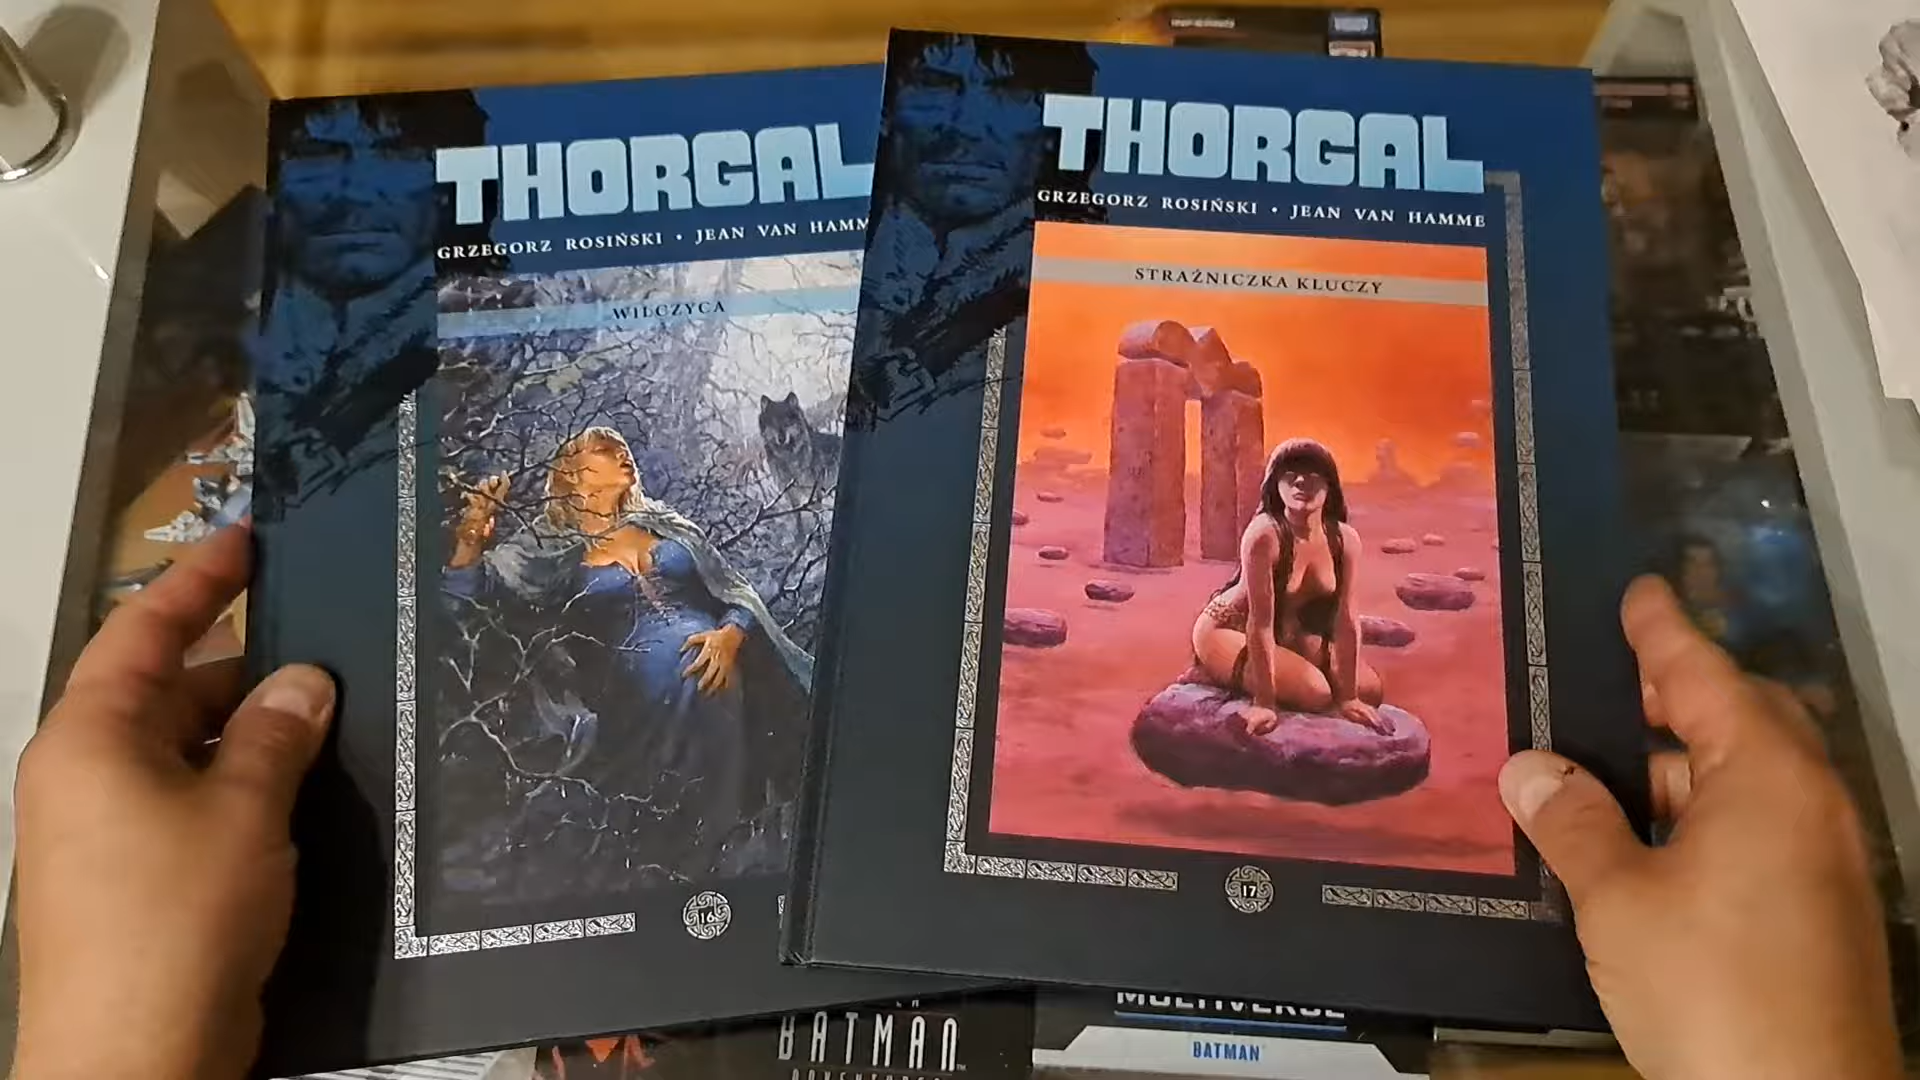 THORGAL
GRZEGORZ ROSIŃSKI • JEAN VAN HAMM
WILCZYCA
16
THORGAL
GRZEGORZ ROSIŃSKI • JEAN VAN HAMME
STRAŻNICZKA KLUCZY
17
BATMAN
MULTIVERSE
BATMAN